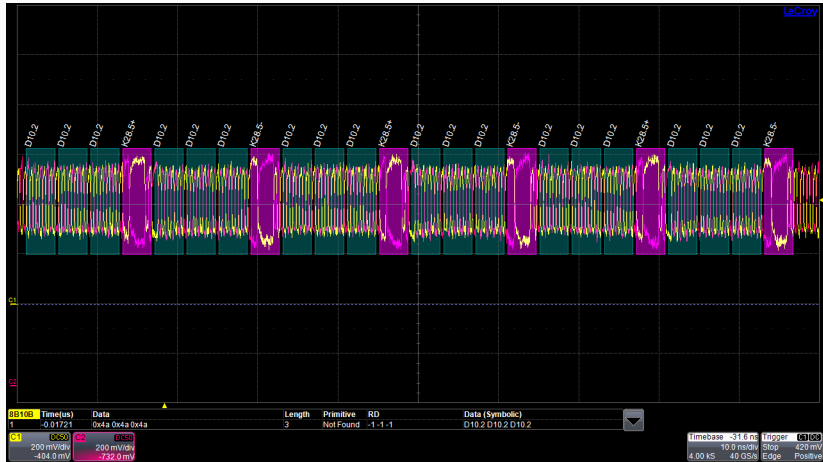 LeCroy
D10.2 D10.2 D10.2 K28.5+ D10.2 D10.2 D10.2 K28.5- D10.2 D10.2 D10.2 K28.5+ D10.2 D10.2 D10.2 K28.5- D10.2 D10.2 D10.2 K28.5+ D10.2 D10.2 D10.2 K28.5-
C1
C2
8B10B Time(us) Data Length Primitive RD Data (Symbolic)
1 -0.01721 0x4a 0x4a 0x4a 3 Not Found -1 -1 -1 D10.2 D10.2 D10.2
C1 DC50 C2 DC50 Timebase -31.6 ns Trigger C1 DC
200 mV/div 200 mV/div 10.0 ns/div Stop 420 mV
-404.0 mV -732.0 mV 4.00 kS 40 GS/s Edge Positive